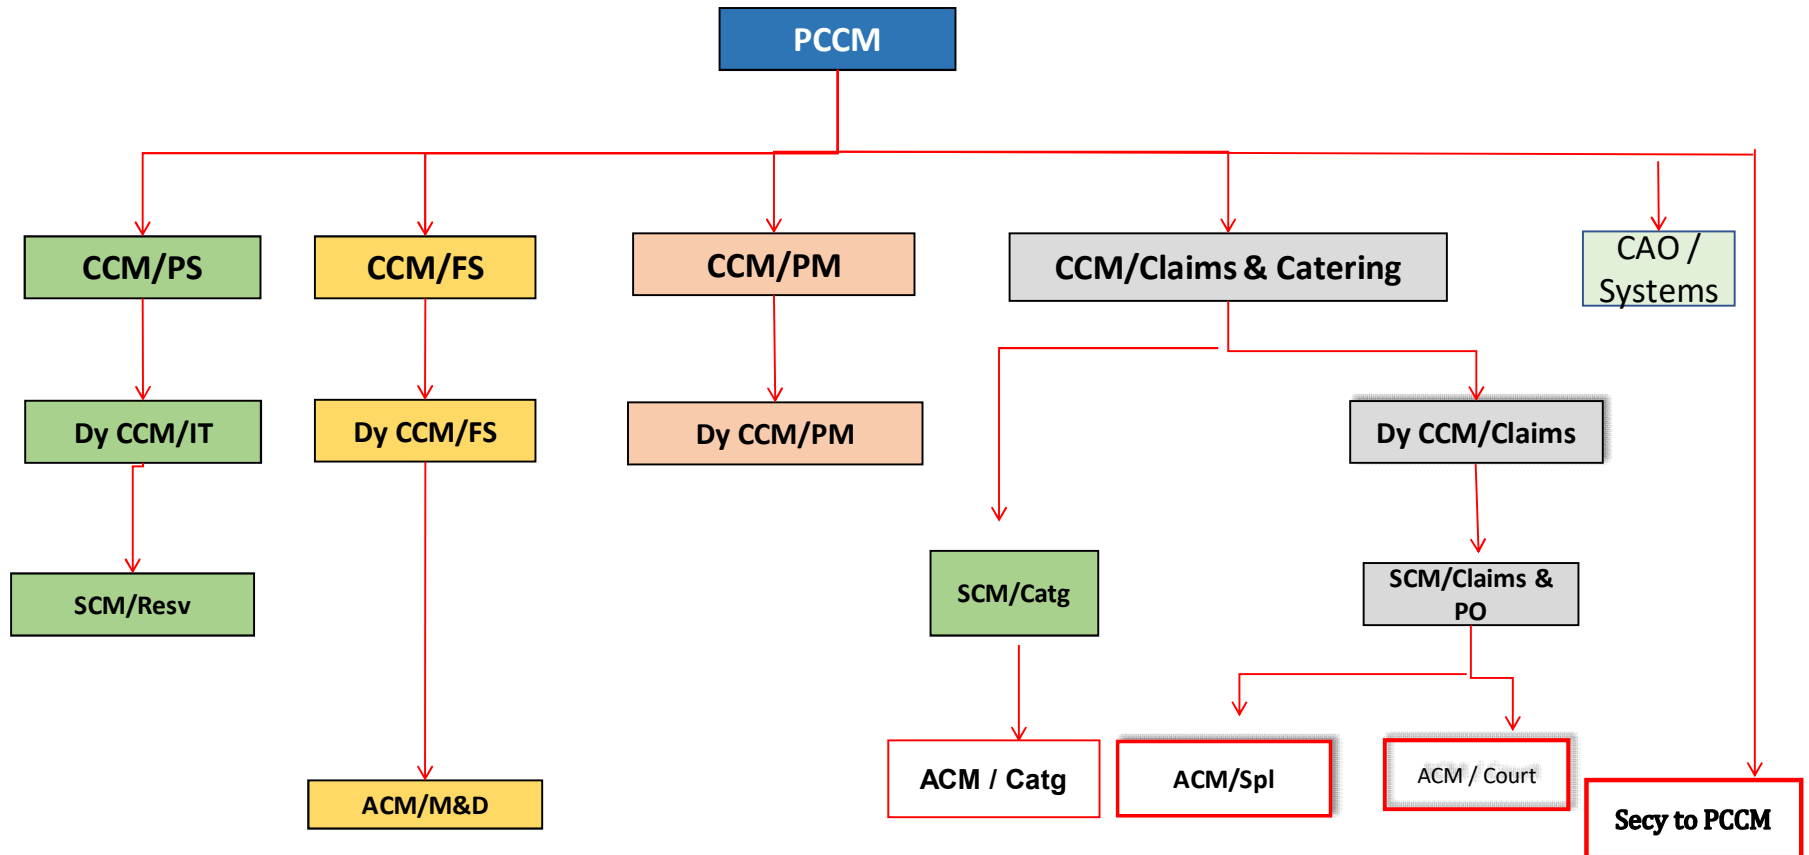 PCCM
CCM/PS
CCM/FS
CCM/PM
CCM/Claims & Catering
CAO /
Systems
Dy CCM/IT
Dy CCM/FS
Dy CCM/PM
Dy CCM/Claims
SCM/Resv
SCM/Catg
SCM/Claims &
PO
ACM/M&D
ACM / Catg
ACM/Spl
ACM / Court
Secy to PCCM